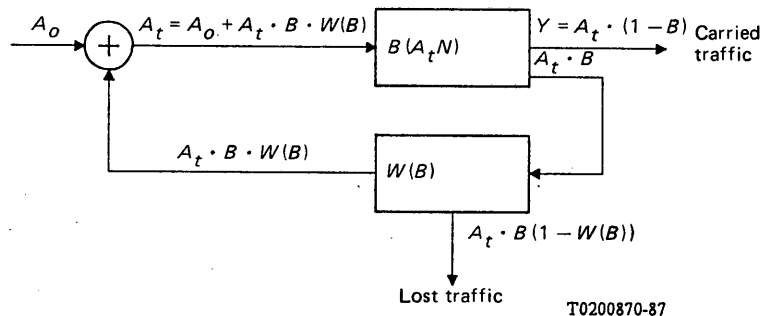 A_o
A_t = A_o + A_t · B · W(B)
B(A_t N)
Y = A_t · (1 − B)
Carried
traffic
A_t · B
A_t · B · W(B)
W(B)
A_t · B(1 − W(B))
Lost traffic
T0200870-87